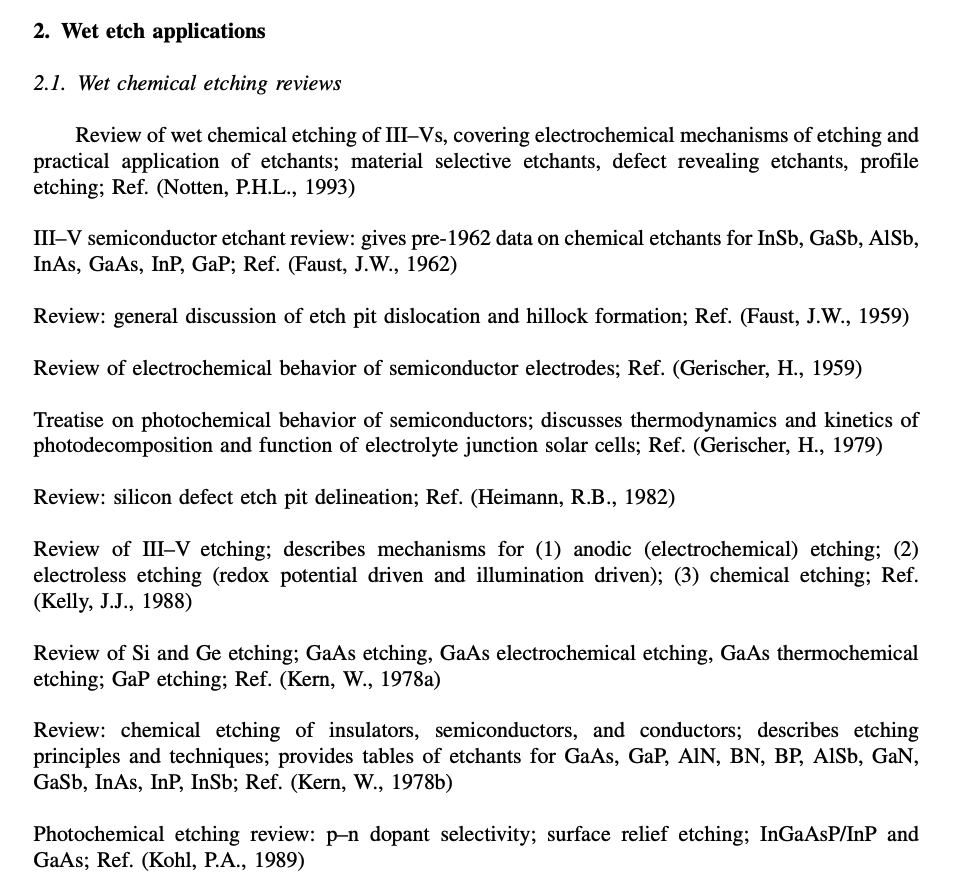 2. Wet etch applications
2.1. Wet chemical etching reviews
Review of wet chemical etching of III–Vs, covering electrochemical mechanisms of etching and
practical application of etchants; material selective etchants, defect revealing etchants, profile
etching; Ref. (Notten, P.H.L., 1993)
III–V semiconductor etchant review: gives pre-1962 data on chemical etchants for InSb, GaSb, AlSb,
InAs, GaAs, InP, GaP; Ref. (Faust, J.W., 1962)
Review: general discussion of etch pit dislocation and hillock formation; Ref. (Faust, J.W., 1959)
Review of electrochemical behavior of semiconductor electrodes; Ref. (Gerischer, H., 1959)
Treatise on photochemical behavior of semiconductors; discusses thermodynamics and kinetics of
photodecomposition and function of electrolyte junction solar cells; Ref. (Gerischer, H., 1979)
Review: silicon defect etch pit delineation; Ref. (Heimann, R.B., 1982)
Review of III–V etching; describes mechanisms for (1) anodic (electrochemical) etching; (2)
electroless etching (redox potential driven and illumination driven); (3) chemical etching; Ref.
(Kelly, J.J., 1988)
Review of Si and Ge etching; GaAs etching, GaAs electrochemical etching, GaAs thermochemical
etching; GaP etching; Ref. (Kern, W., 1978a)
Review: chemical etching of insulators, semiconductors, and conductors; describes etching
principles and techniques; provides tables of etchants for GaAs, GaP, AlN, BN, BP, AlSb, GaN,
GaSb, InAs, InP, InSb; Ref. (Kern, W., 1978b)
Photochemical etching review: p–n dopant selectivity; surface relief etching; InGaAsP/InP and
GaAs; Ref. (Kohl, P.A., 1989)